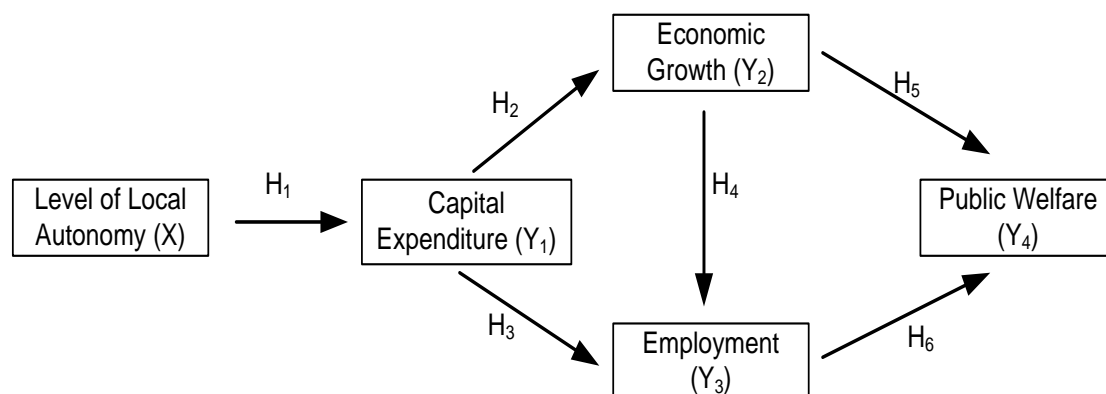 Economic
Growth (Y₂)
H₂
H₅
Level of Local
Autonomy (X)
H₁
Capital
Expenditure (Y₁)
H₄
Public Welfare
(Y₄)
H₃
Employment
(Y₃)
H₆